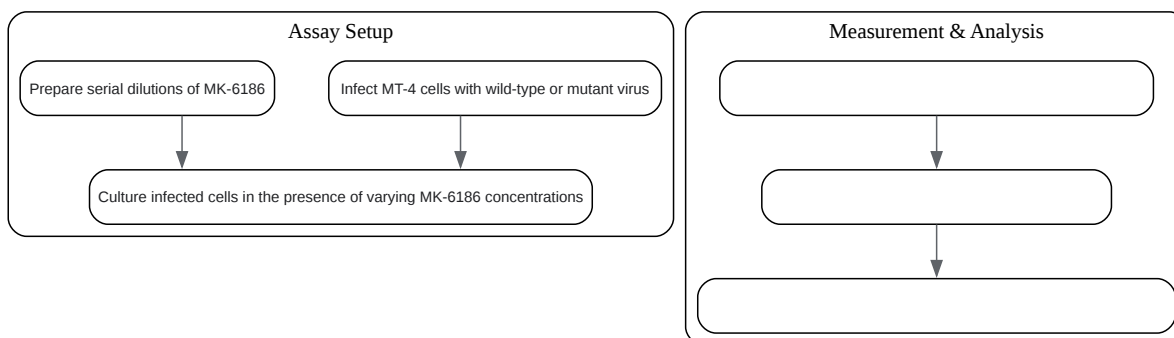 Assay Setup
Prepare serial dilutions of MK-6186
Infect MT-4 cells with wild-type or mutant virus
Culture infected cells in the presence of varying MK-6186 concentrations
Measurement & Analysis